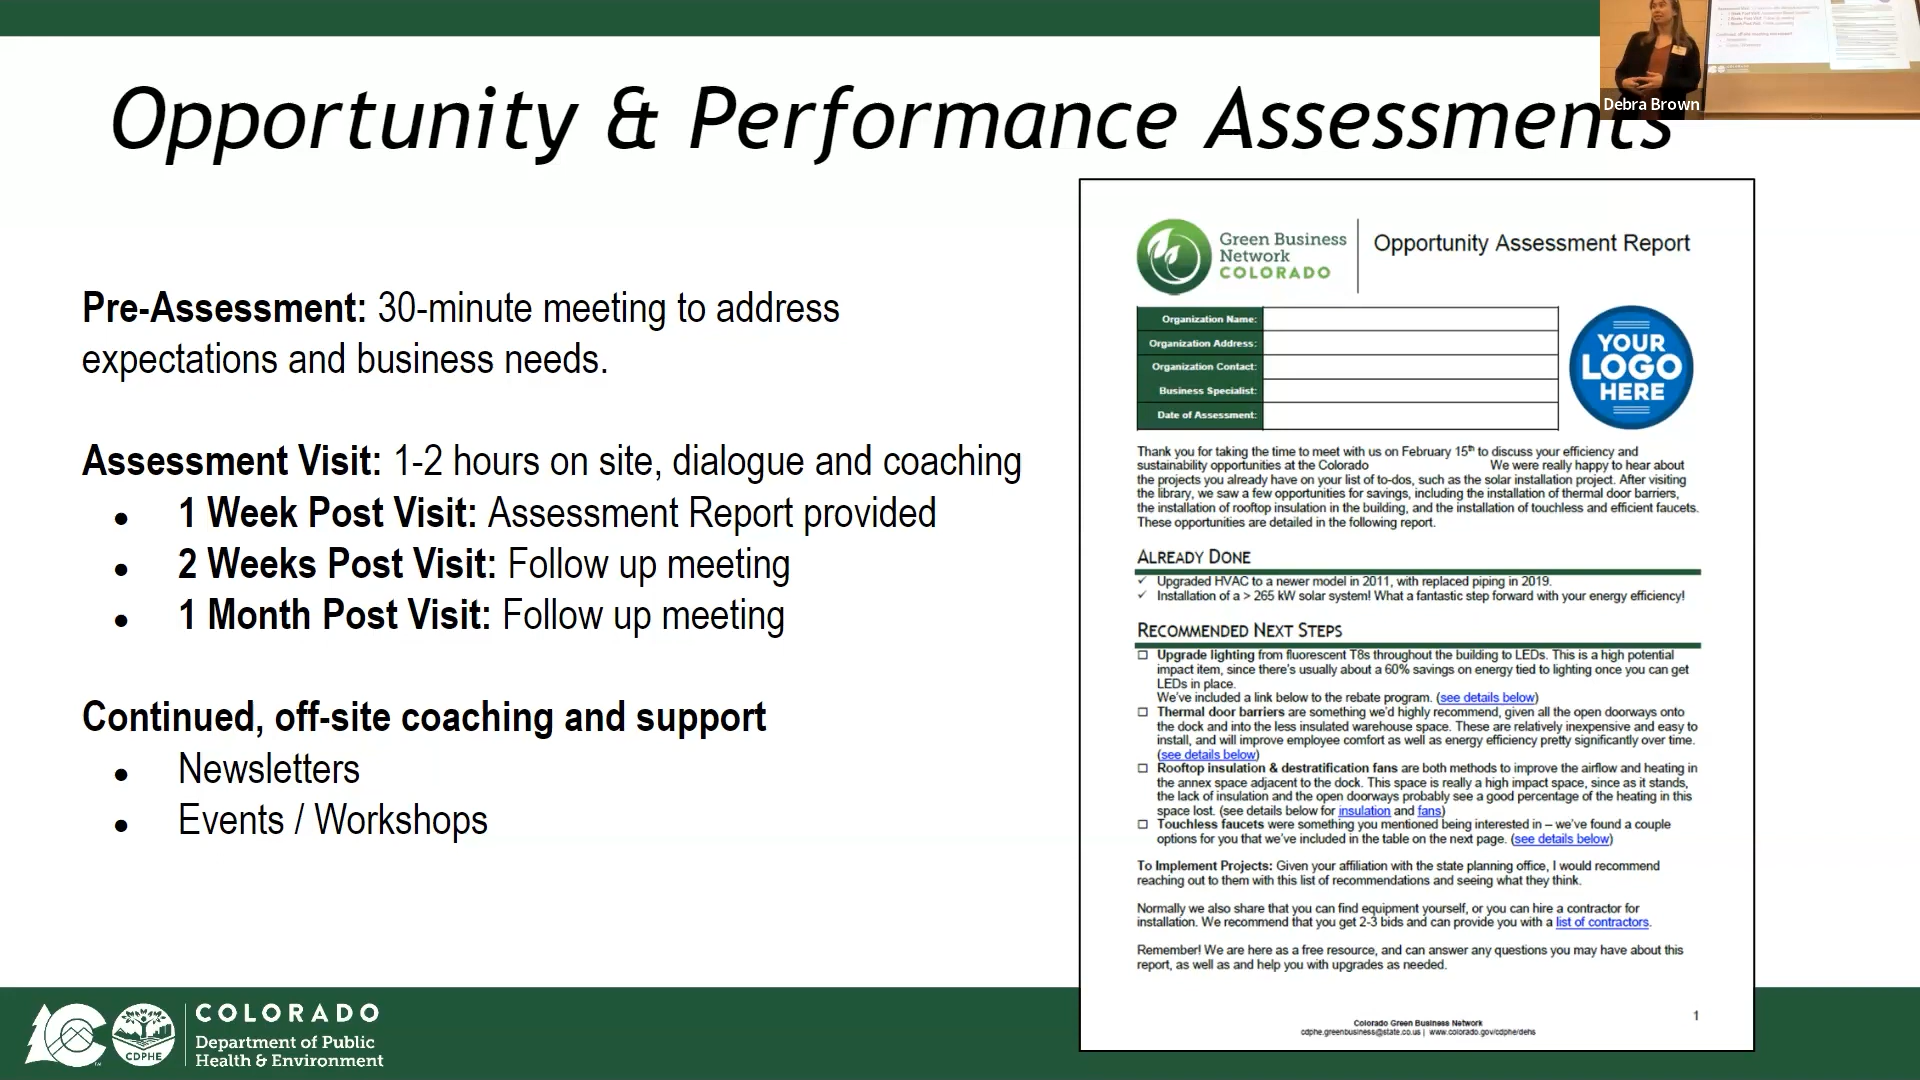 Debra Brown
Opportunity & Performance Assessments
Pre-Assessment: 30-minute meeting to address
expectations and business needs.
Assessment Visit: 1-2 hours on site, dialogue and coaching
● 1 Week Post Visit: Assessment Report provided
● 2 Weeks Post Visit: Follow up meeting
● 1 Month Post Visit: Follow up meeting
Continued, off-site coaching and support
● Newsletters
● Events / Workshops
Green Business
Network
COLORADO
Opportunity Assessment Report
Organization Name:
Organization Address:
Organization Contact:
Business Specialist:
Date of Assessment:
YOUR
LOGO
HERE
Thank you for taking the time to meet with us on February 15th to discuss your efficiency and
sustainability opportunities at the Colorado We were really happy to hear about
the projects you already have on your list of to-dos, such as the solar installation project. After visiting
the library, we saw a few opportunities for savings, including the installation of thermal door barriers,
the installation of rooftop insulation in the building, and the installation of touchless and efficient faucets.
These opportunities are detailed in the following report.
ALREADY DONE
✓ Upgraded HVAC to a newer model in 2011, with replaced piping in 2019.
✓ Installation of a > 265 kW solar system! What a fantastic step forward with your energy efficiency!
RECOMMENDED NEXT STEPS
☐ Upgrade lighting from fluorescent T8s throughout the building to LEDs. This is a high potential
impact item, since there's usually about a 60% savings on energy tied to lighting once you can get
LEDs in place.
We've included a link below to the rebate program. (see details below)
☐ Thermal door barriers are something we'd highly recommend, given all the open doorways onto
the dock and into the less insulated warehouse space. These are relatively inexpensive and easy to
install, and will improve employee comfort as well as energy efficiency pretty significantly over time.
(see details below)
☐ Rooftop insulation & destratification fans are both methods to improve the airflow and heating in
the annex space adjacent to the dock. This space is really a high impact space, since as it stands,
the lack of insulation and the open doorways probably see a good percentage of the heating in this
space lost. (see details below for insulation and fans)
☐ Touchless faucets were something you mentioned being interested in – we've found a couple
options for you that we've included in the table on the next page. (see details below)
To Implement Projects: Given your affiliation with the state planning office, I would recommend
reaching out to them with this list of recommendations and seeing what they think.
Normally we also share that you can find equipment yourself, or you can hire a contractor for
installation. We recommend that you get 2-3 bids and can provide you with a list of contractors.
Remember! We are here as a free resource, and can answer any questions you may have about this
report, as well as and help you with upgrades as needed.
1
Colorado Green Business Network
cdphe.greenbusiness@state.co.us | www.colorado.gov/cdphe/dehs
CDPHE
COLORADO
Department of Public
Health & Environment